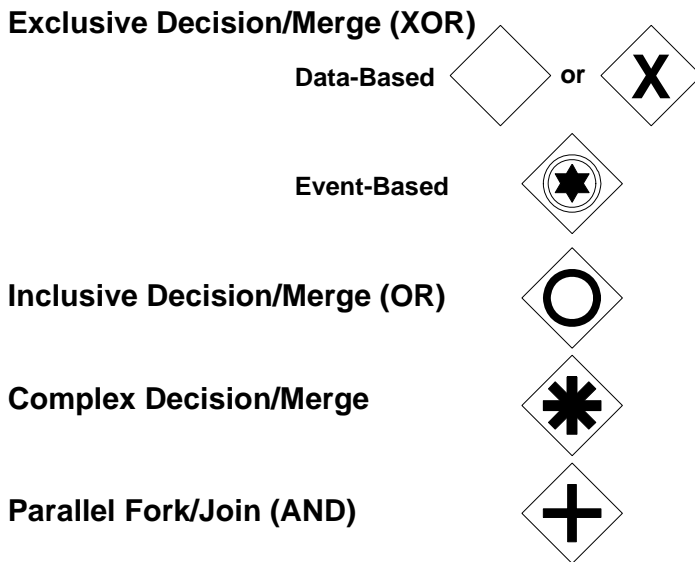 Exclusive Decision/Merge (XOR)
Data-Based or X
Event-Based
Inclusive Decision/Merge (OR)
Complex Decision/Merge
Parallel Fork/Join (AND)